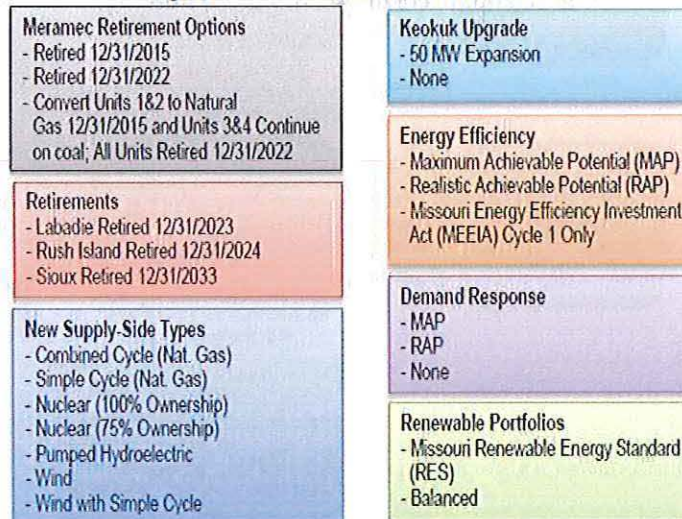 Meramec Retirement Options
- Retired 12/31/2015
- Retired 12/31/2022
- Convert Units 1&2 to Natural
Gas 12/31/2015 and Units 3&4 Continue
on coal; All Units Retired 12/31/2022
Retirements
- Labadie Retired 12/31/2023
- Rush Island Retired 12/31/2024
- Sioux Retired 12/31/2033
New Supply-Side Types
- Combined Cycle (Nat. Gas)
- Simple Cycle (Nat. Gas)
- Nuclear (100% Ownership)
- Nuclear (75% Ownership)
- Pumped Hydroelectric
- Wind
- Wind with Simple Cycle
Keokuk Upgrade
- 50 MW Expansion
- None
Energy Efficiency
- Maximum Achievable Potential (MAP)
- Realistic Achievable Potential (RAP)
- Missouri Energy Efficiency Investment
Act (MEEIA) Cycle 1 Only
Demand Response
- MAP
- RAP
- None
Renewable Portfolios
- Missouri Renewable Energy Standard
(RES)
- Balanced